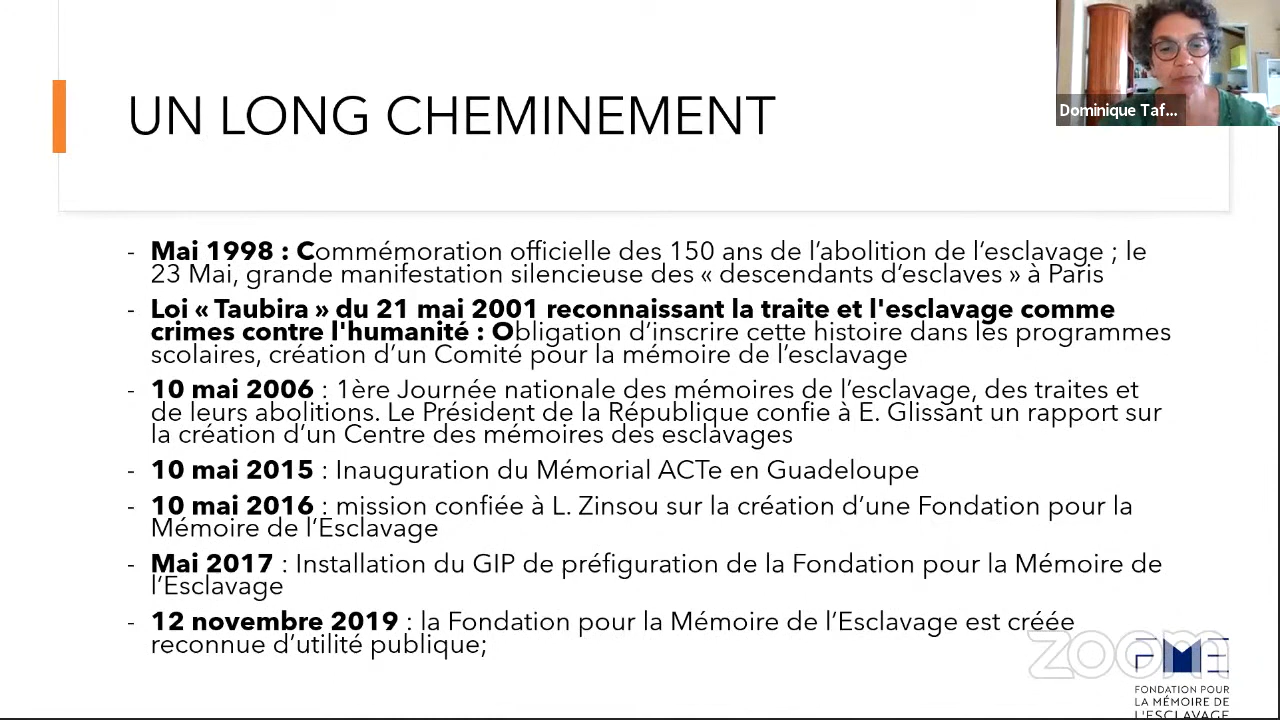 Dominique Taf...
UN LONG CHEMINEMENT
- Mai 1998 : Commémoration officielle des 150 ans de l’abolition de l’esclavage ; le
23 Mai, grande manifestation silencieuse des « descendants d’esclaves » à Paris
- Loi « Taubira » du 21 mai 2001 reconnaissant la traite et l'esclavage comme
crimes contre l'humanité : Obligation d’inscrire cette histoire dans les programmes
scolaires, création d’un Comité pour la mémoire de l’esclavage
- 10 mai 2006 : 1ère Journée nationale des mémoires de l’esclavage, des traites et
de leurs abolitions. Le Président de la République confie à E. Glissant un rapport sur
la création d’un Centre des mémoires des esclavages
- 10 mai 2015 : Inauguration du Mémorial ACTe en Guadeloupe
- 10 mai 2016 : mission confiée à L. Zinsou sur la création d’une Fondation pour la
Mémoire de l’Esclavage
- Mai 2017 : Installation du GIP de préfiguration de la Fondation pour la Mémoire de
l’Esclavage
- 12 novembre 2019 : la Fondation pour la Mémoire de l’Esclavage est créée
reconnue d’utilité publique;
zoom
FME
FONDATION POUR
LA MÉMOIRE DE
L'ESCLAVAGE